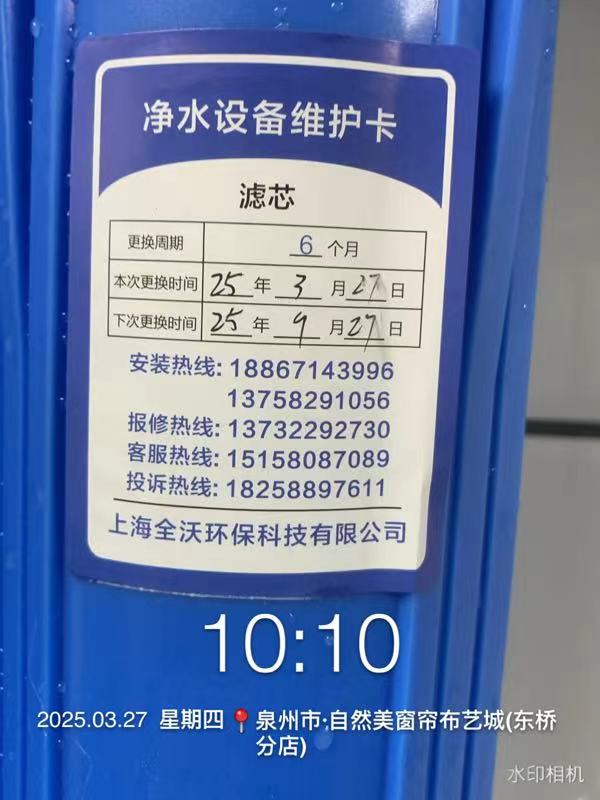 净水设备维护卡
滤芯
更换周期 6 个月
本次更换时间 25 年 3 月 27 日
下次更换时间 25 年 9 月 27 日
安装热线: 18867143996
13758291056
报修热线: 13732292730
客服热线: 15158087089
投诉热线: 18258897611
上海全沃环保科技有限公司
10:10
2025.03.27 星期四 📍泉州市·自然美窗帘布艺城(东桥
分店)
水印相机